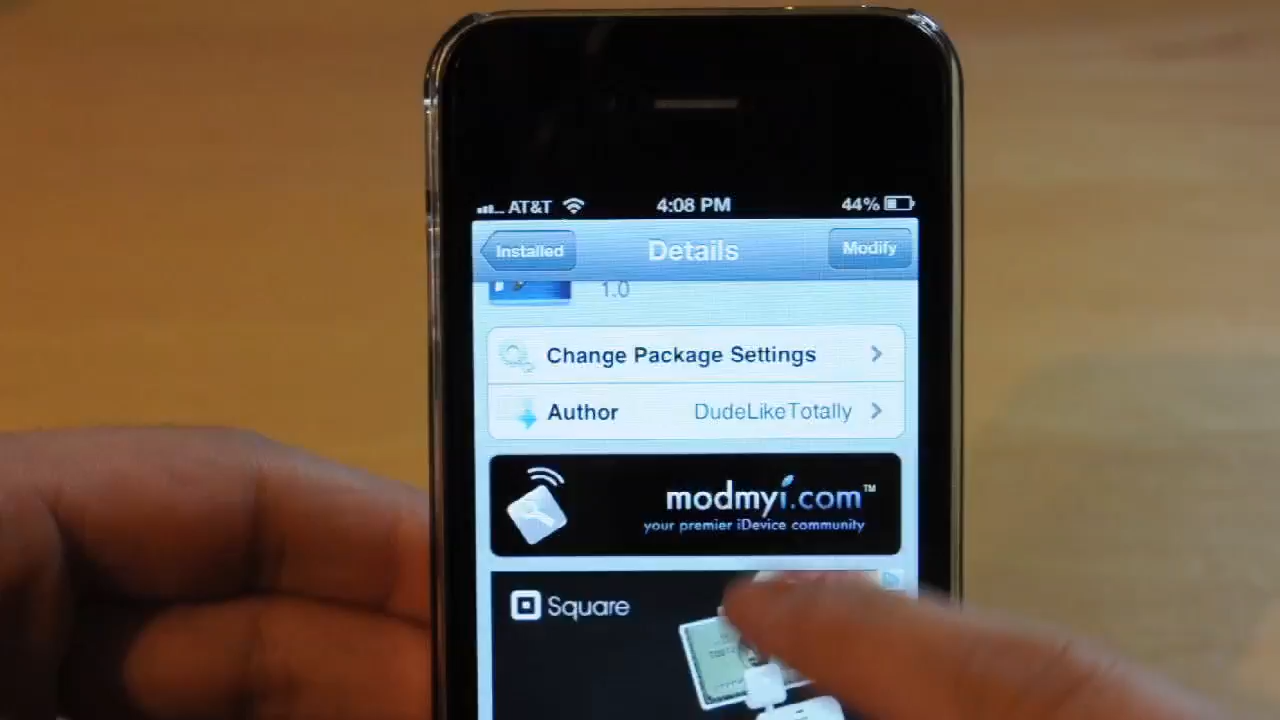 AT&T 4:08 PM 44%
Installed Details Modify
1.0
Change Package Settings
Author DudeLikeTotally
modmyi.com™
your premier iDevice community
Square